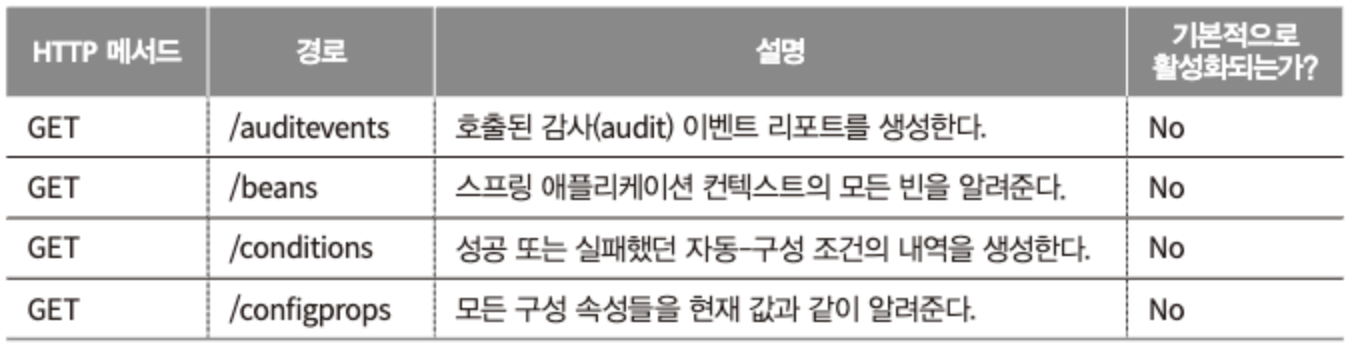 HTTP 메서드 경로 설명 기본적으로 활성화되는가?
GET /auditevents 호출된 감사(audit) 이벤트 리포트를 생성한다. No
GET /beans 스프링 애플리케이션 컨텍스트의 모든 빈을 알려준다. No
GET /conditions 성공 또는 실패했던 자동-구성 조건의 내역을 생성한다. No
GET /configprops 모든 구성 속성들을 현재 값과 같이 알려준다. No